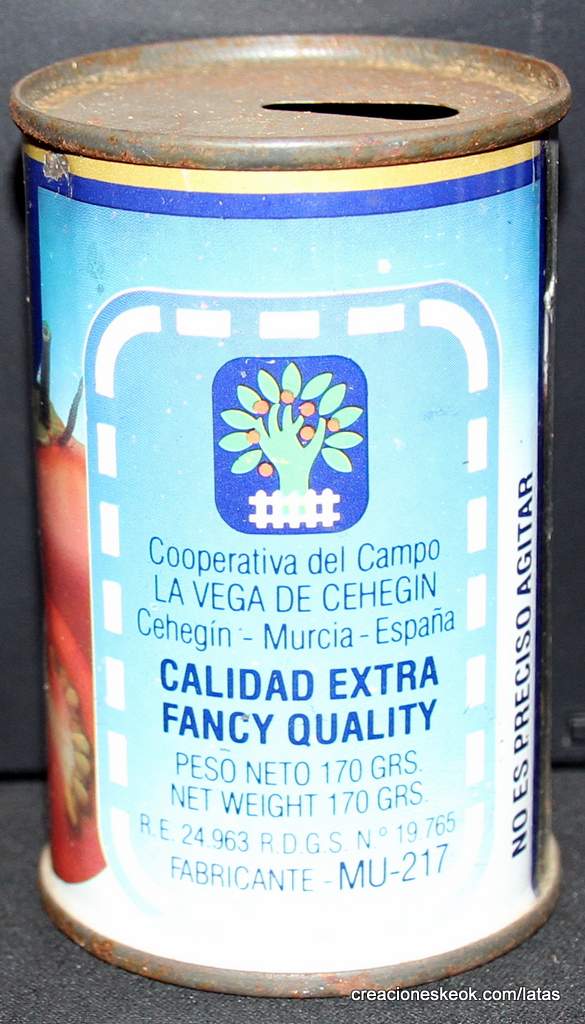 Cooperativa del Campo
LA VEGA DE CEHEGIN
Cehegín - Murcia - España
CALIDAD EXTRA
FANCY QUALITY
PESO NETO 170 GRS.
NET WEIGHT 170 GRS.
R.E. 24.963 R.D.G.S. N.º 19.765
FABRICANTE - MU-217
NO ES PRECISO AGITAR
creacioneskeok.com/latas